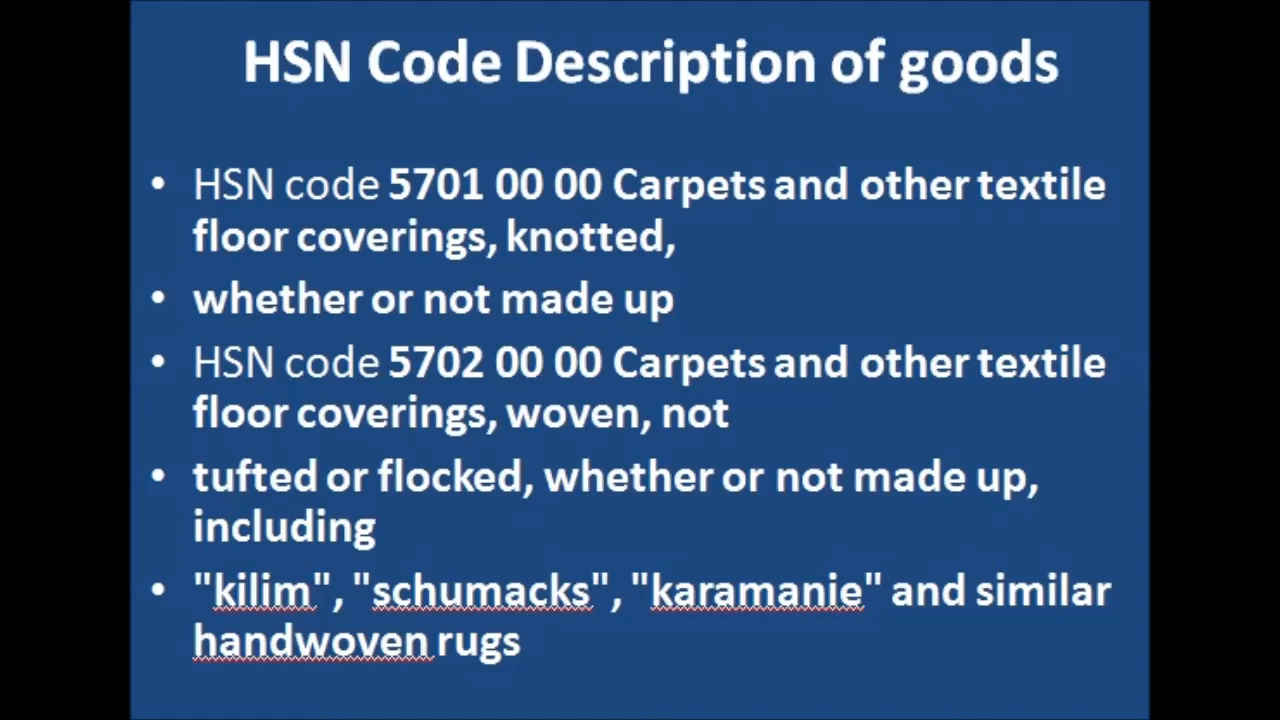 HSN Code Description of goods
• HSN code 5701 00 00 Carpets and other textile
floor coverings, knotted,
• whether or not made up
• HSN code 5702 00 00 Carpets and other textile
floor coverings, woven, not
• tufted or flocked, whether or not made up,
including
• "kilim", "schumacks", "karamanie" and similar
handwoven rugs